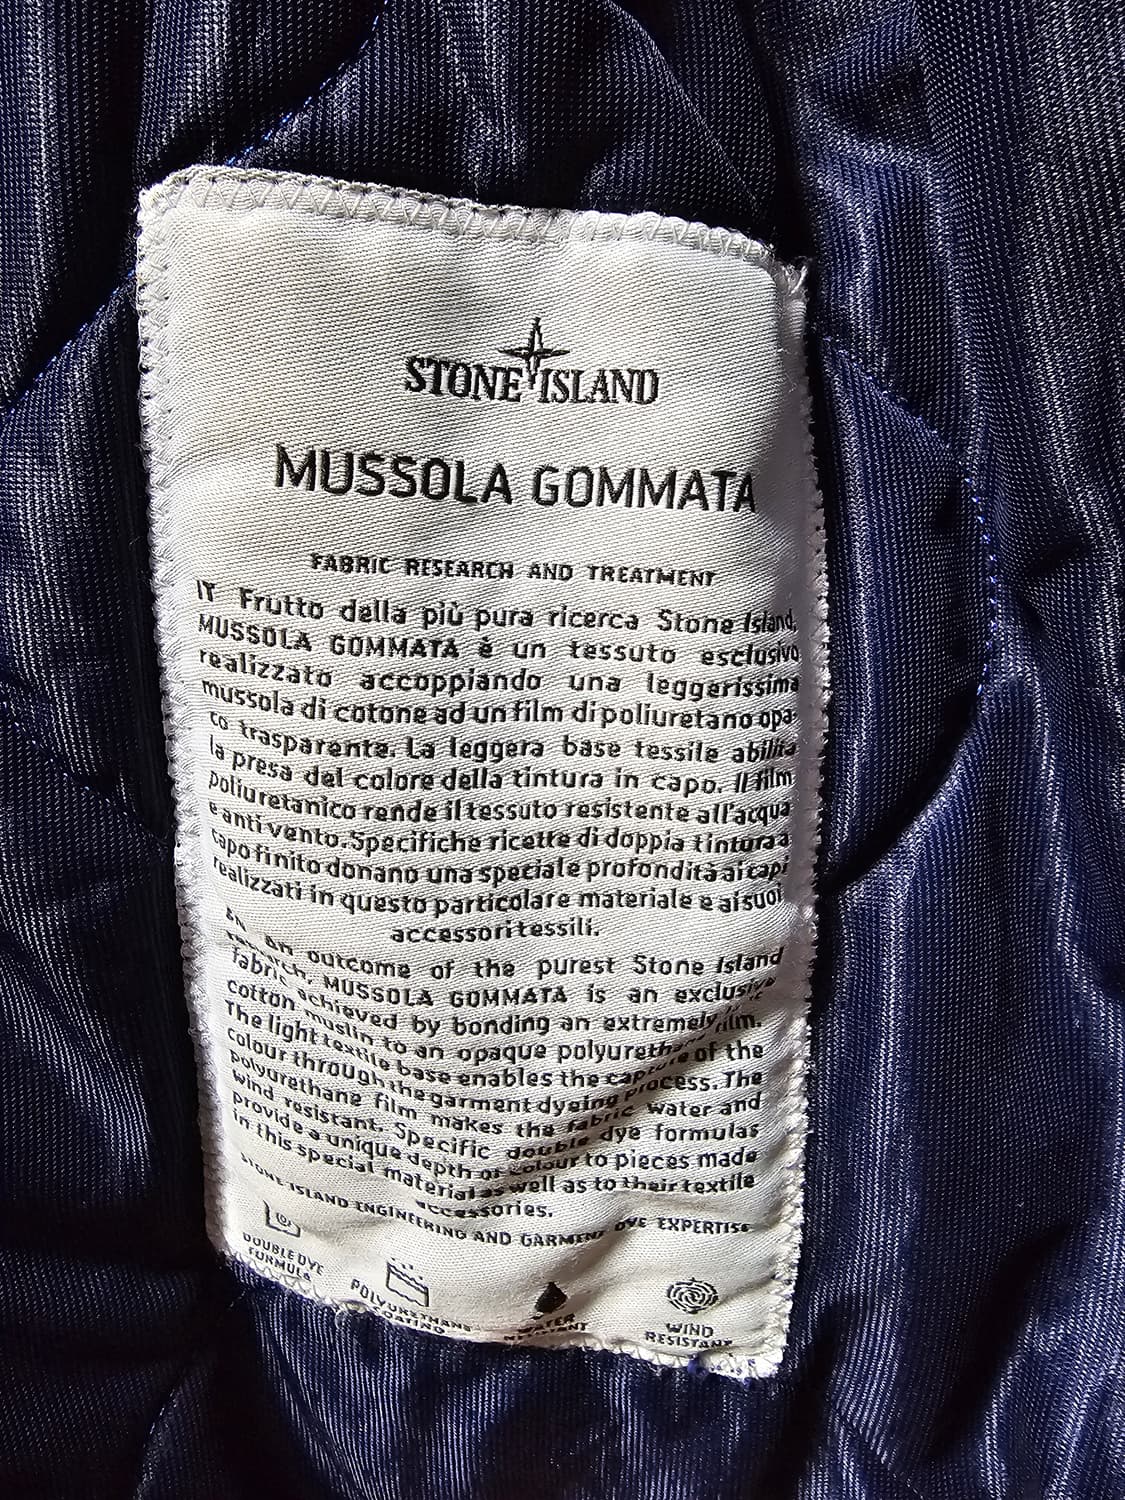 STONE ISLAND
MUSSOLA GOMMATA
FABRIC RESEARCH AND TREATMENT
IT Frutto della più pura ricerca Stone Island,
MUSSOLA GOMMATA è un tessuto esclusivo
realizzato accoppiando una leggerissima
mussola di cotone ad un film di poliuretano opa-
co trasparente. La leggera base tessile abilita
la presa del colore della tintura in capo. Il film
poliuretanico rende il tessuto resistente all'acqua
e anti vento. Specifiche ricette di doppia tintura a
capo finito donano una speciale profondità ai capi
realizzati in questo particolare materiale e ai suoi
accessori tessili.
EN An outcome of the purest Stone Island
research, MUSSOLA GOMMATA is an exclusive
fabric achieved by bonding an extremely
cotton muslin to an opaque polyurethane film.
The light textile base enables the capture of the
colour through the garment dyeing process. The
polyurethane film makes the fabric water and
wind resistant. Specific double dye formulas
provide a unique depth of colour to pieces made
in this special material as well as to their textile
accessories.
STONE ISLAND ENGINEERING AND GARMENT DYE EXPERTISE
DOUBLE DYE
FORMULA
POLYURETHANE
COATING
WATER
RESISTANT
WIND
RESISTANT